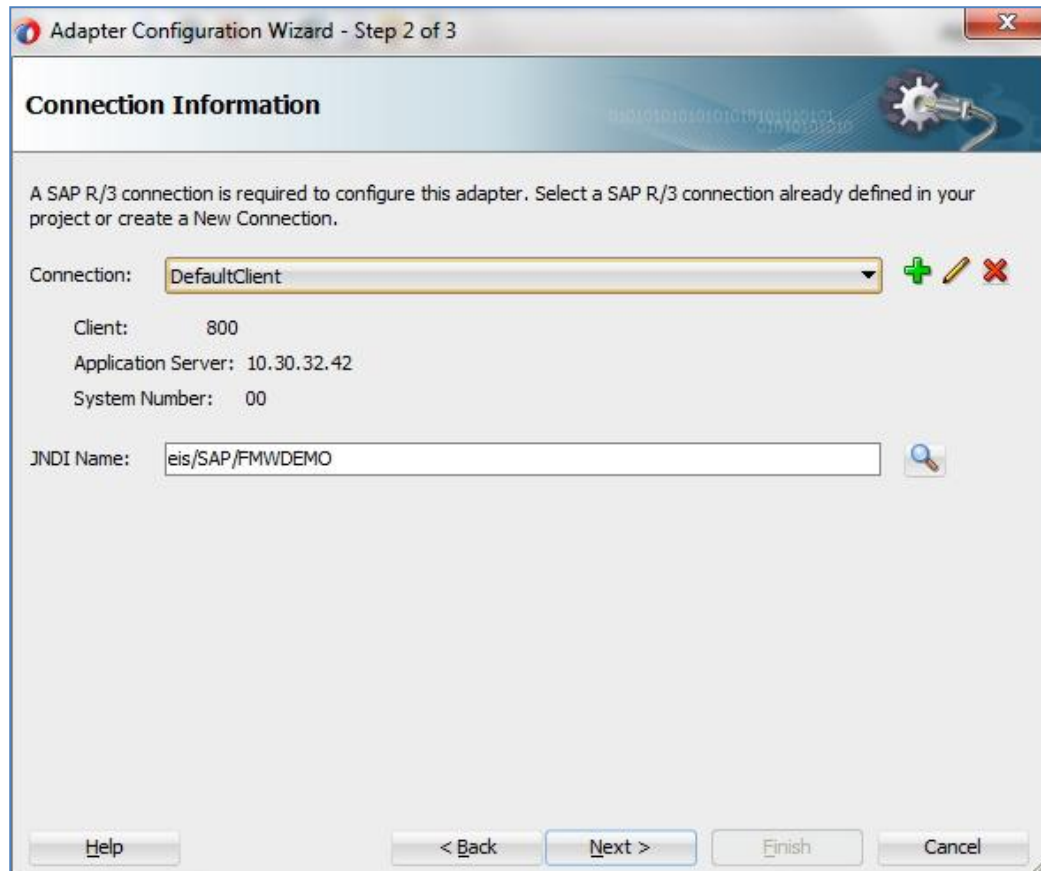 Adapter Configuration Wizard - Step 2 of 3
Connection Information
A SAP R/3 connection is required to configure this adapter. Select a SAP R/3 connection already defined in your
project or create a New Connection.
Connection: DefaultClient
Client: 800
Application Server: 10.30.32.42
System Number: 00
JNDI Name: eis/SAP/FMWDEMO
Help < Back Next > Finish Cancel